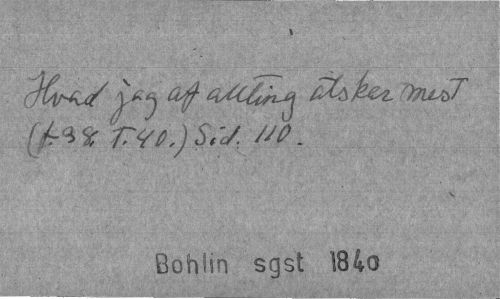 Hvad jag af allting älskar mest
(t. 38. T. 40.) Sid. 110.
Bohlin sgst 1840